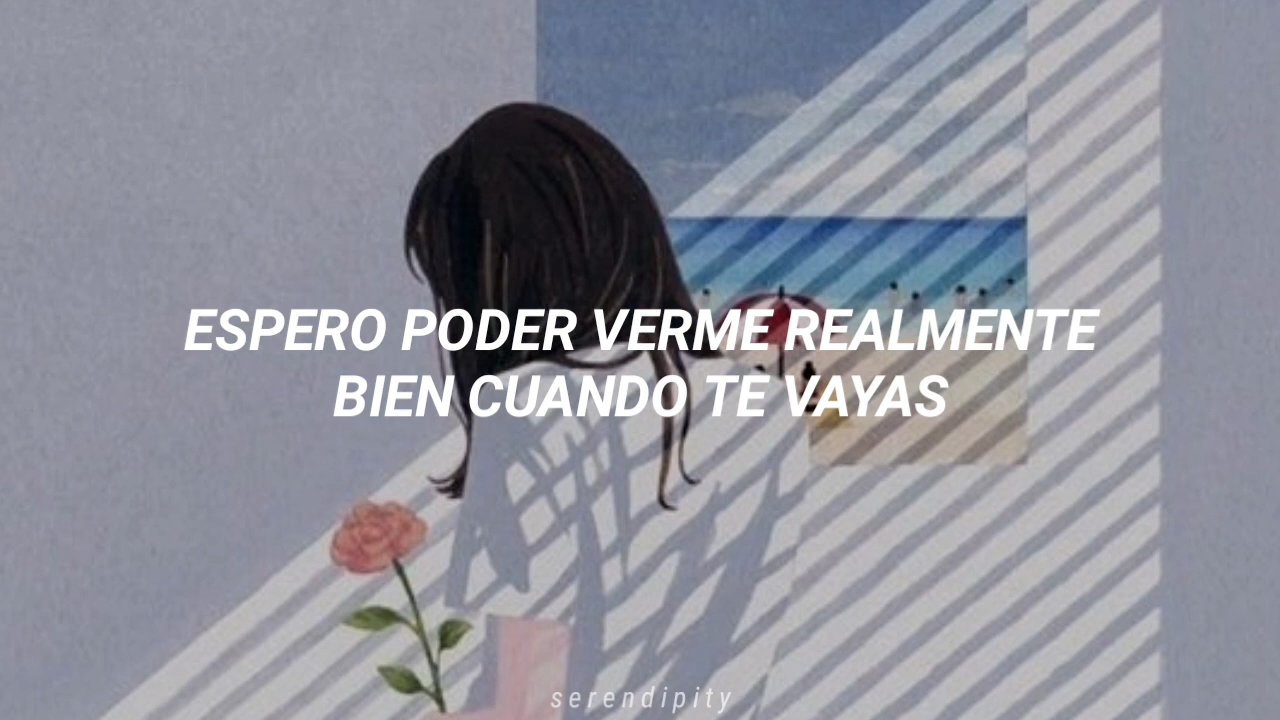 ESPERO PODER VERME REALMENTE
BIEN CUANDO TE VAYAS
serendipity